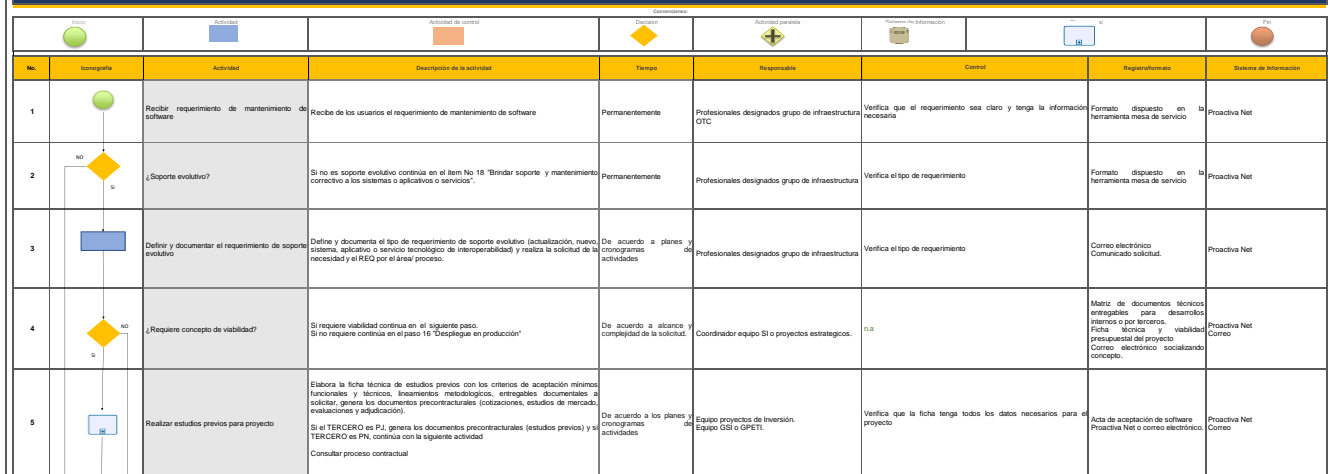 Convenciones:
Inicio Actividad Actividad de control Decisión Actividad paralela Fin
No. Iconografía Actividad Descripción de la actividad Tiempo Responsable Control Registro/formato Sistema de Información
1
Recibir requerimiento de mantenimiento de
software
Recibe de los usuarios el requerimiento de mantenimiento de software
Permanentemente
Profesionales designados grupo de infraestructura
OTC
Verifica que el requerimiento sea claro y tenga la información
necesaria
Formato dispuesto en la
herramienta mesa de servicio
Proactiva Net
2
NO
Si
¿Soporte evolutivo?
Si no es soporte evolutivo continúa en el ítem No 18 "Brindar soporte y mantenimiento
correctivo a los sistemas o aplicativos o servicios".
Permanentemente
Profesionales designados grupo de infraestructura
Verifica el tipo de requerimiento
Formato dispuesto en la
herramienta mesa de servicio
Proactiva Net
3
Definir y documentar el requerimiento de soporte
evolutivo
Define y documenta el tipo de requerimiento de soporte evolutivo (actualización, nuevo,
sistema, aplicativo o servicio tecnológico de interoperabilidad) y realiza la solicitud de la
necesidad y el REQ por el área/ proceso.
De acuerdo a planes y
cronogramas de
actividades
Profesionales designados grupo de infraestructura
Verifica el tipo de requerimiento
Correo electrónico
Comunicado solicitud.
Proactiva Net
4
NO
Si
¿Requiere concepto de viabilidad?
Si requiere viabilidad continua en el siguiente paso.
Si no requiere continúa en el paso 16 "Despliegue en producción"
De acuerdo a alcance y
complejidad de la solicitud.
Coordinador equipo SI o proyectos estrategicos.
n.a
Matriz de documentos técnicos
entregables para desarrollos
internos o por terceros.
Ficha técnica y viabilidad
presupuestal del proyecto
Correo electrónico socializando
concepto.
Proactiva Net
Correo
5
Realizar estudios previos para proyecto
Elabora la ficha técnica de estudios previos con los criterios de aceptación mínimos
funcionales y técnicos, lineamientos metodologicos, entregables documentales a
solicitar, genera los documentos precontractuales (cotizaciones, estudios de mercado,
evaluaciones y adjudicación).
Si el TERCERO es PJ, genera los documentos precontractuales (estudios previos) y si
TERCERO es PN, continúa con la siguiente actividad
Consultar proceso contractual
De acuerdo a los planes y
cronogramas de
actividades
Equipo proyectos de Inversión.
Equipo GSI o GPETI.
Verifica que la ficha tenga todos los datos necesarios para el
proyecto
Acta de aceptación de software
Proactiva Net o correo electrónico.
Proactiva Net
Correo